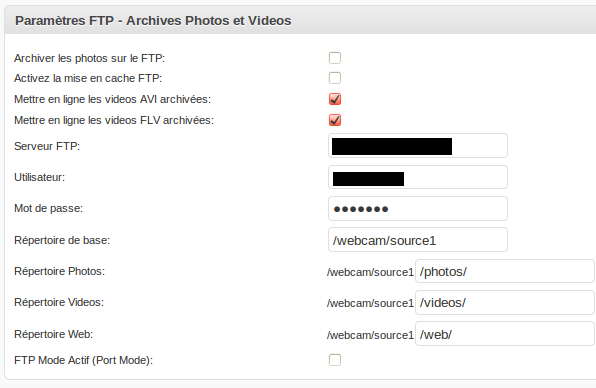 Paramètres FTP - Archives Photos et Videos
Archiver les photos sur le FTP:
Activez la mise en cache FTP:
Mettre en ligne les videos AVI archivées:
Mettre en ligne les videos FLV archivées:
Serveur FTP:
Utilisateur:
Mot de passe: ●●●●●●●
Répertoire de base: /webcam/source1
Répertoire Photos: /webcam/source1 /photos/
Répertoire Videos: /webcam/source1 /videos/
Répertoire Web: /webcam/source1 /web/
FTP Mode Actif (Port Mode):